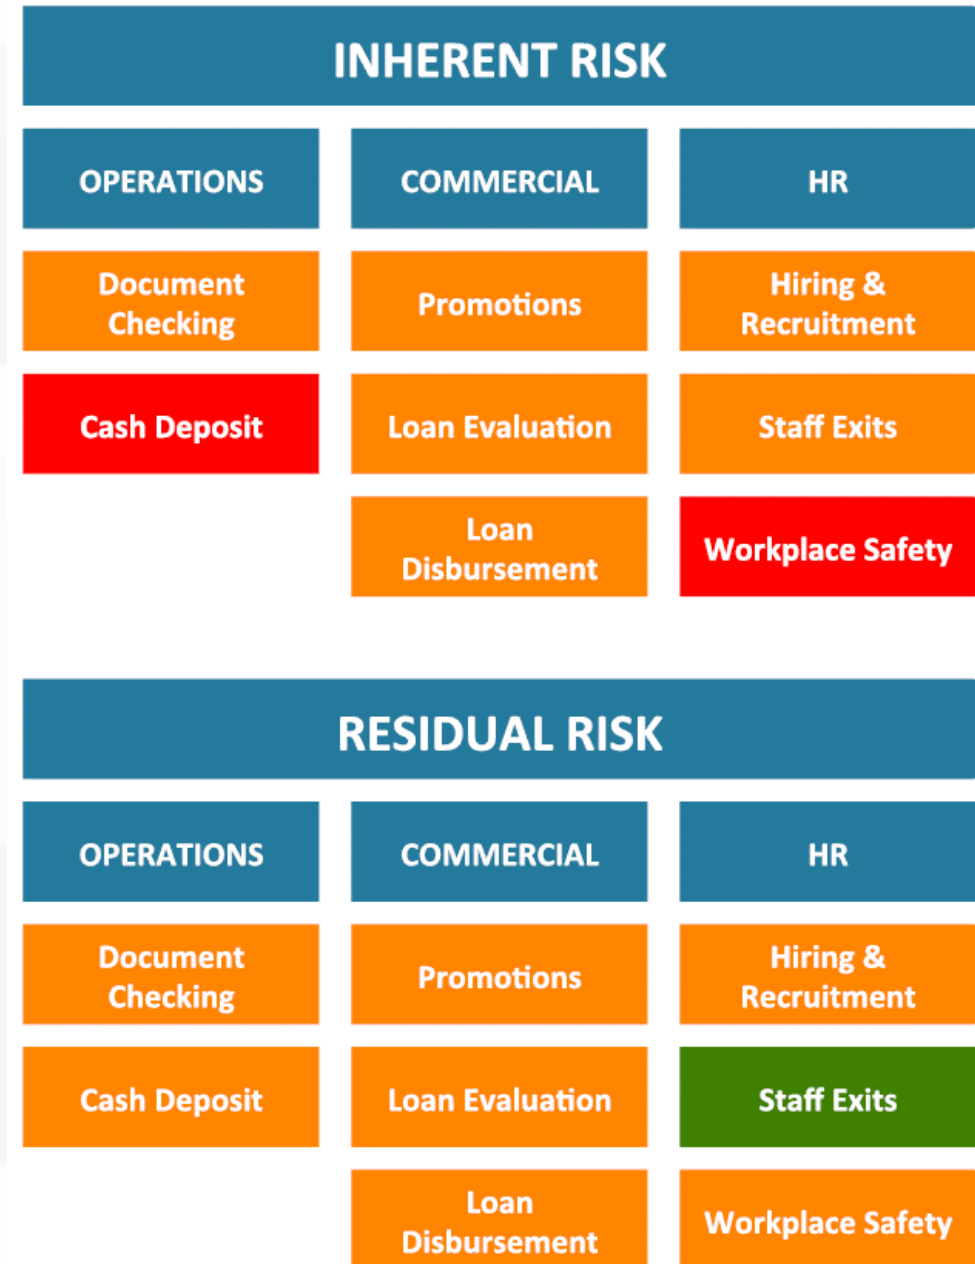 INHERENT RISK
OPERATIONS
COMMERCIAL
HR
Document
Checking
Promotions
Hiring &
Recruitment
Cash Deposit
Loan Evaluation
Staff Exits
Loan
Disbursement
Workplace Safety
RESIDUAL RISK
OPERATIONS
COMMERCIAL
HR
Document
Checking
Promotions
Hiring &
Recruitment
Cash Deposit
Loan Evaluation
Staff Exits
Loan
Disbursement
Workplace Safety